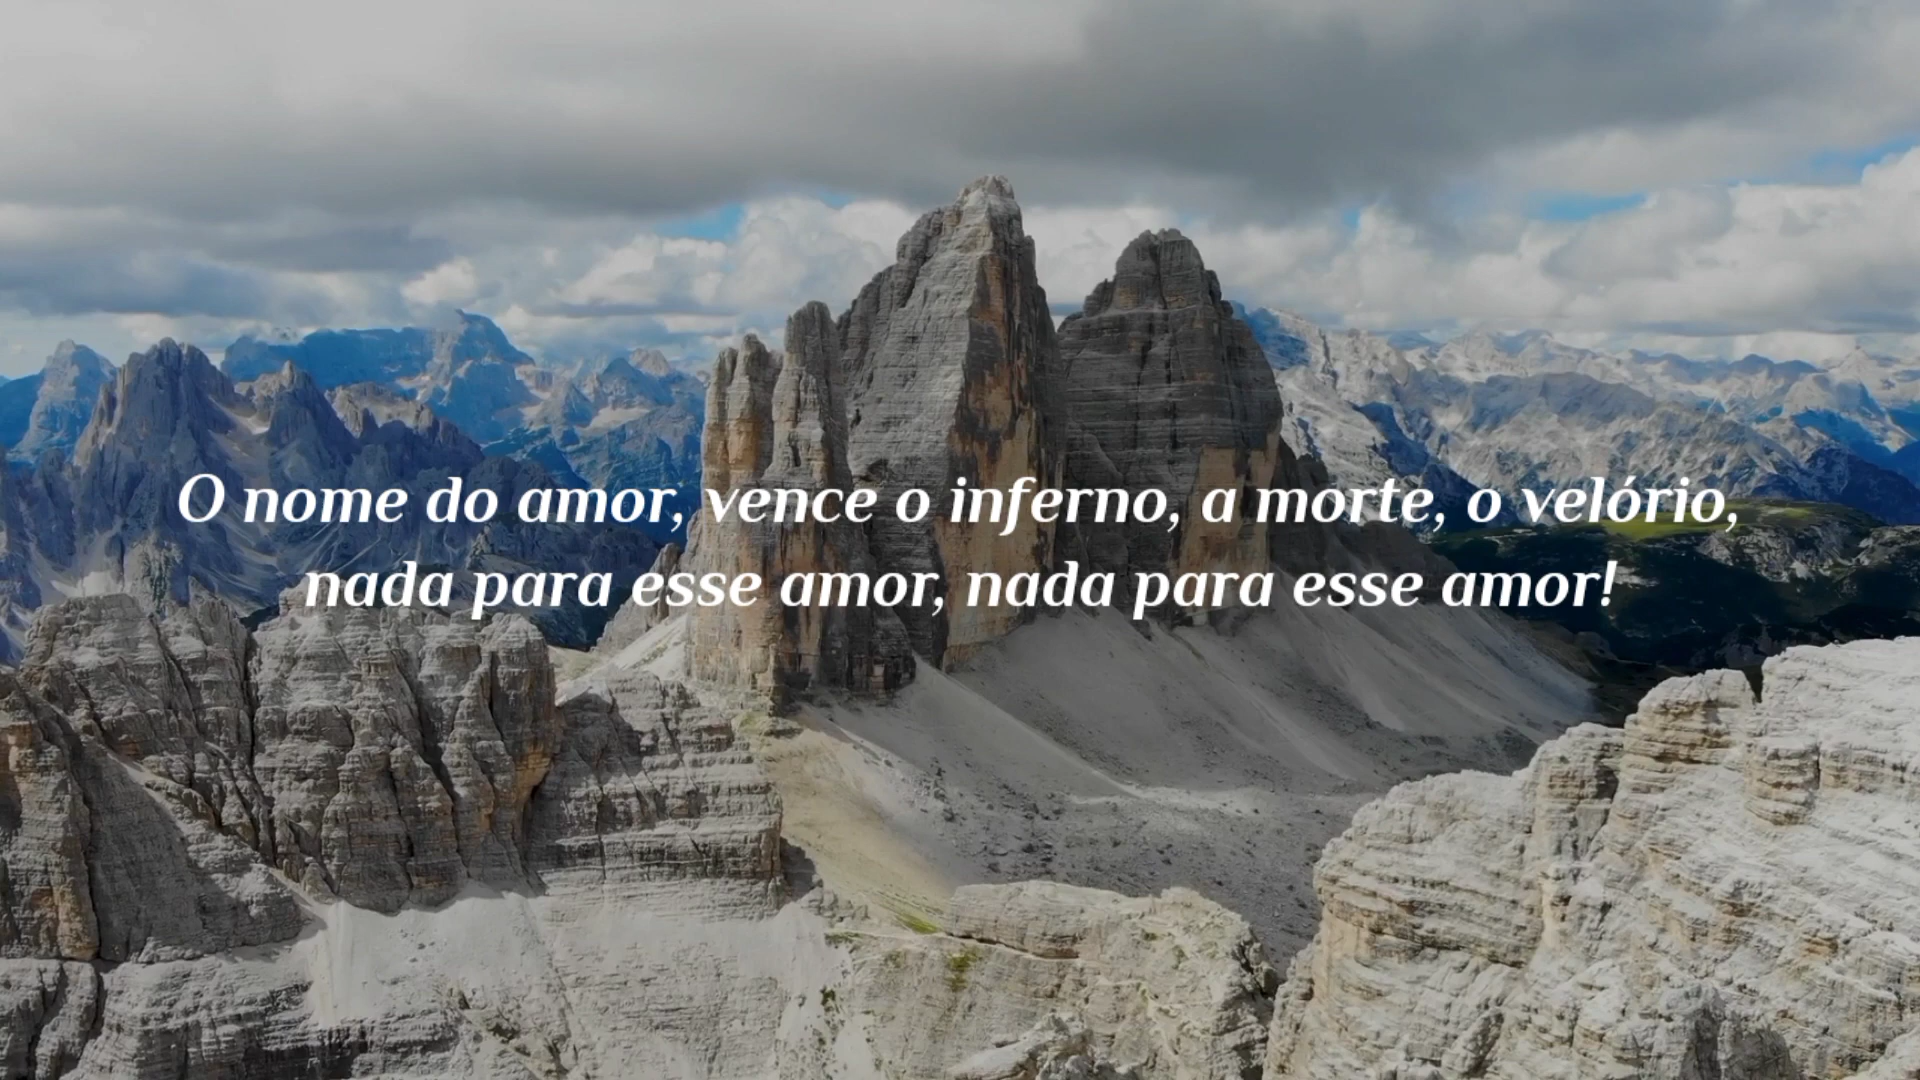 O nome do amor, vence o inferno, a morte, o velório,
nada para esse amor, nada para esse amor!